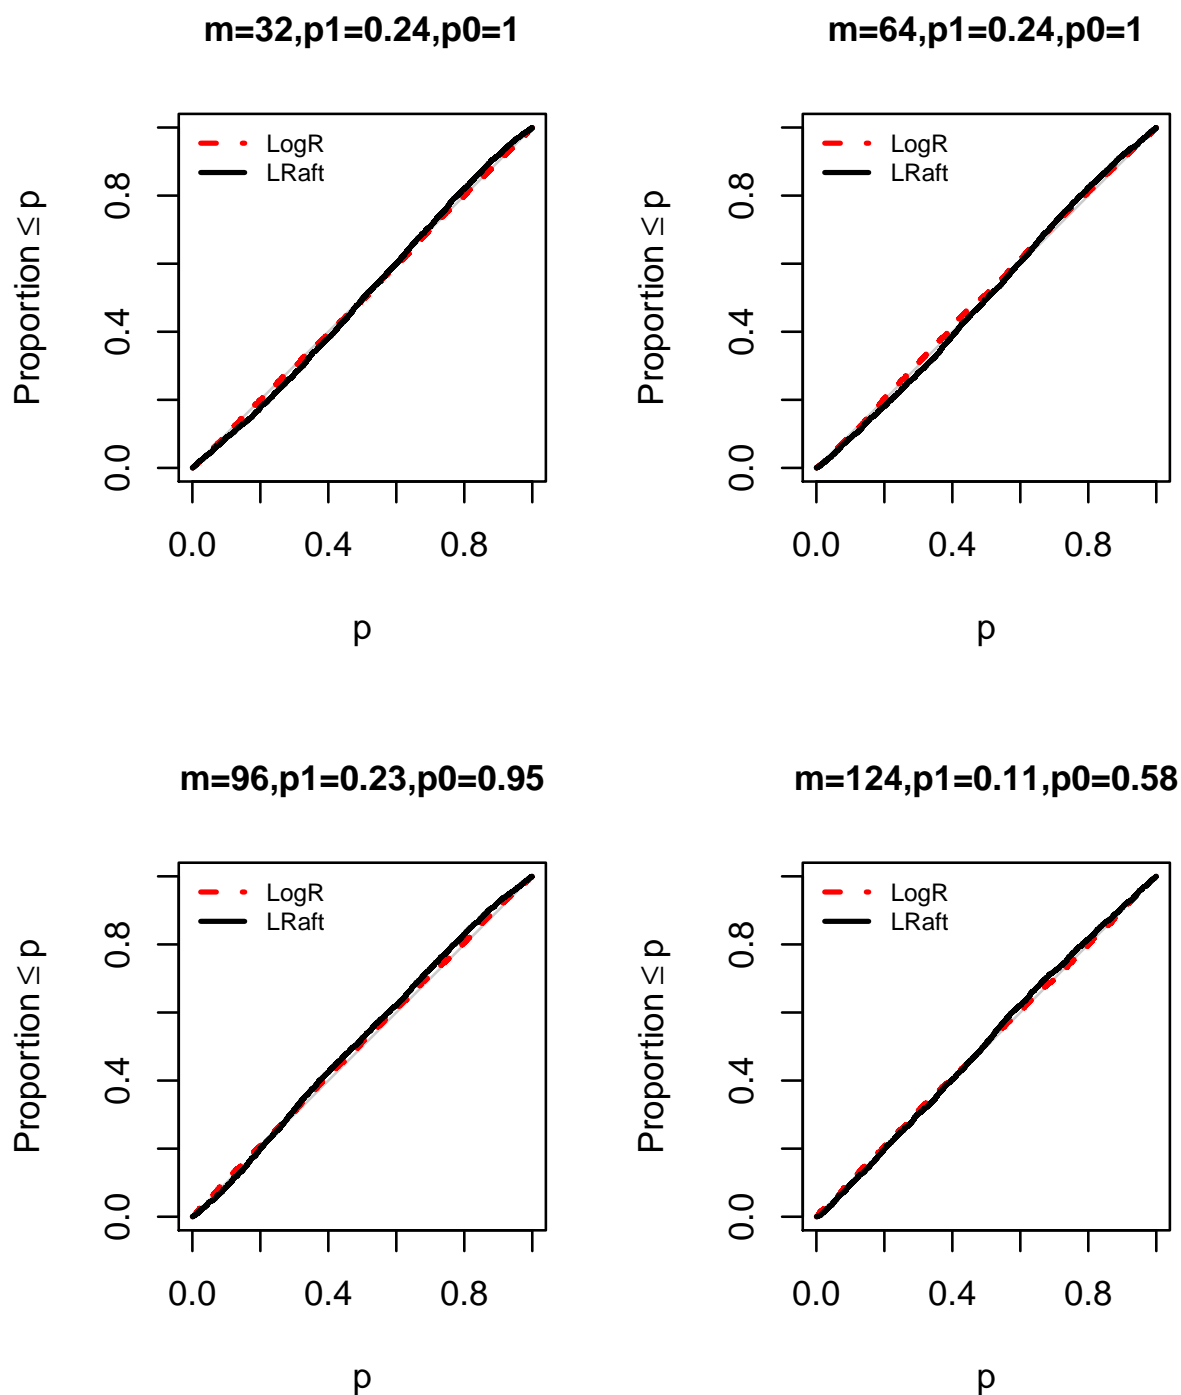 m=32,p1=0.24,p0=1
LogR
LRaft
Proportion ≤ p
0.0 0.4 0.8
0.0 0.4 0.8
p
m=64,p1=0.24,p0=1
LogR
LRaft
Proportion ≤ p
0.0 0.4 0.8
0.0 0.4 0.8
p
m=96,p1=0.23,p0=0.95
LogR
LRaft
Proportion ≤ p
0.0 0.4 0.8
0.0 0.4 0.8
p
m=124,p1=0.11,p0=0.58
LogR
LRaft
Proportion ≤ p
0.0 0.4 0.8
0.0 0.4 0.8
p